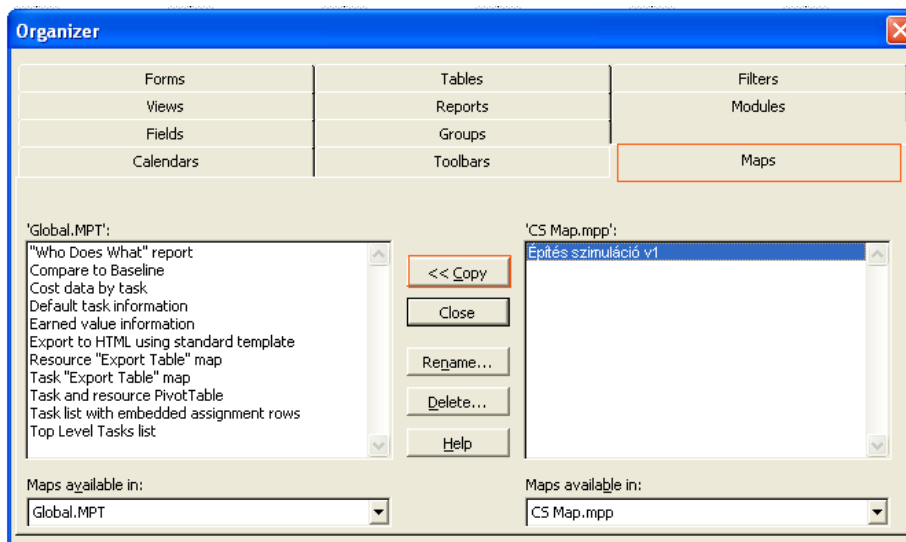 Organizer
Forms Tables Filters
Views Reports Modules
Fields Groups
Calendars Toolbars Maps
'Global.MPT':
"Who Does What" report
Compare to Baseline
Cost data by task
Default task information
Earned value information
Export to HTML using standard template
Resource "Export Table" map
Task "Export Table" map
Task and resource PivotTable
Task list with embedded assignment rows
Top Level Tasks list
Maps available in:
Global.MPT
<< Copy
Close
Rename...
Delete...
Help
'CS Map.mpp':
Építés szimuláció v1
Maps available in:
CS Map.mpp